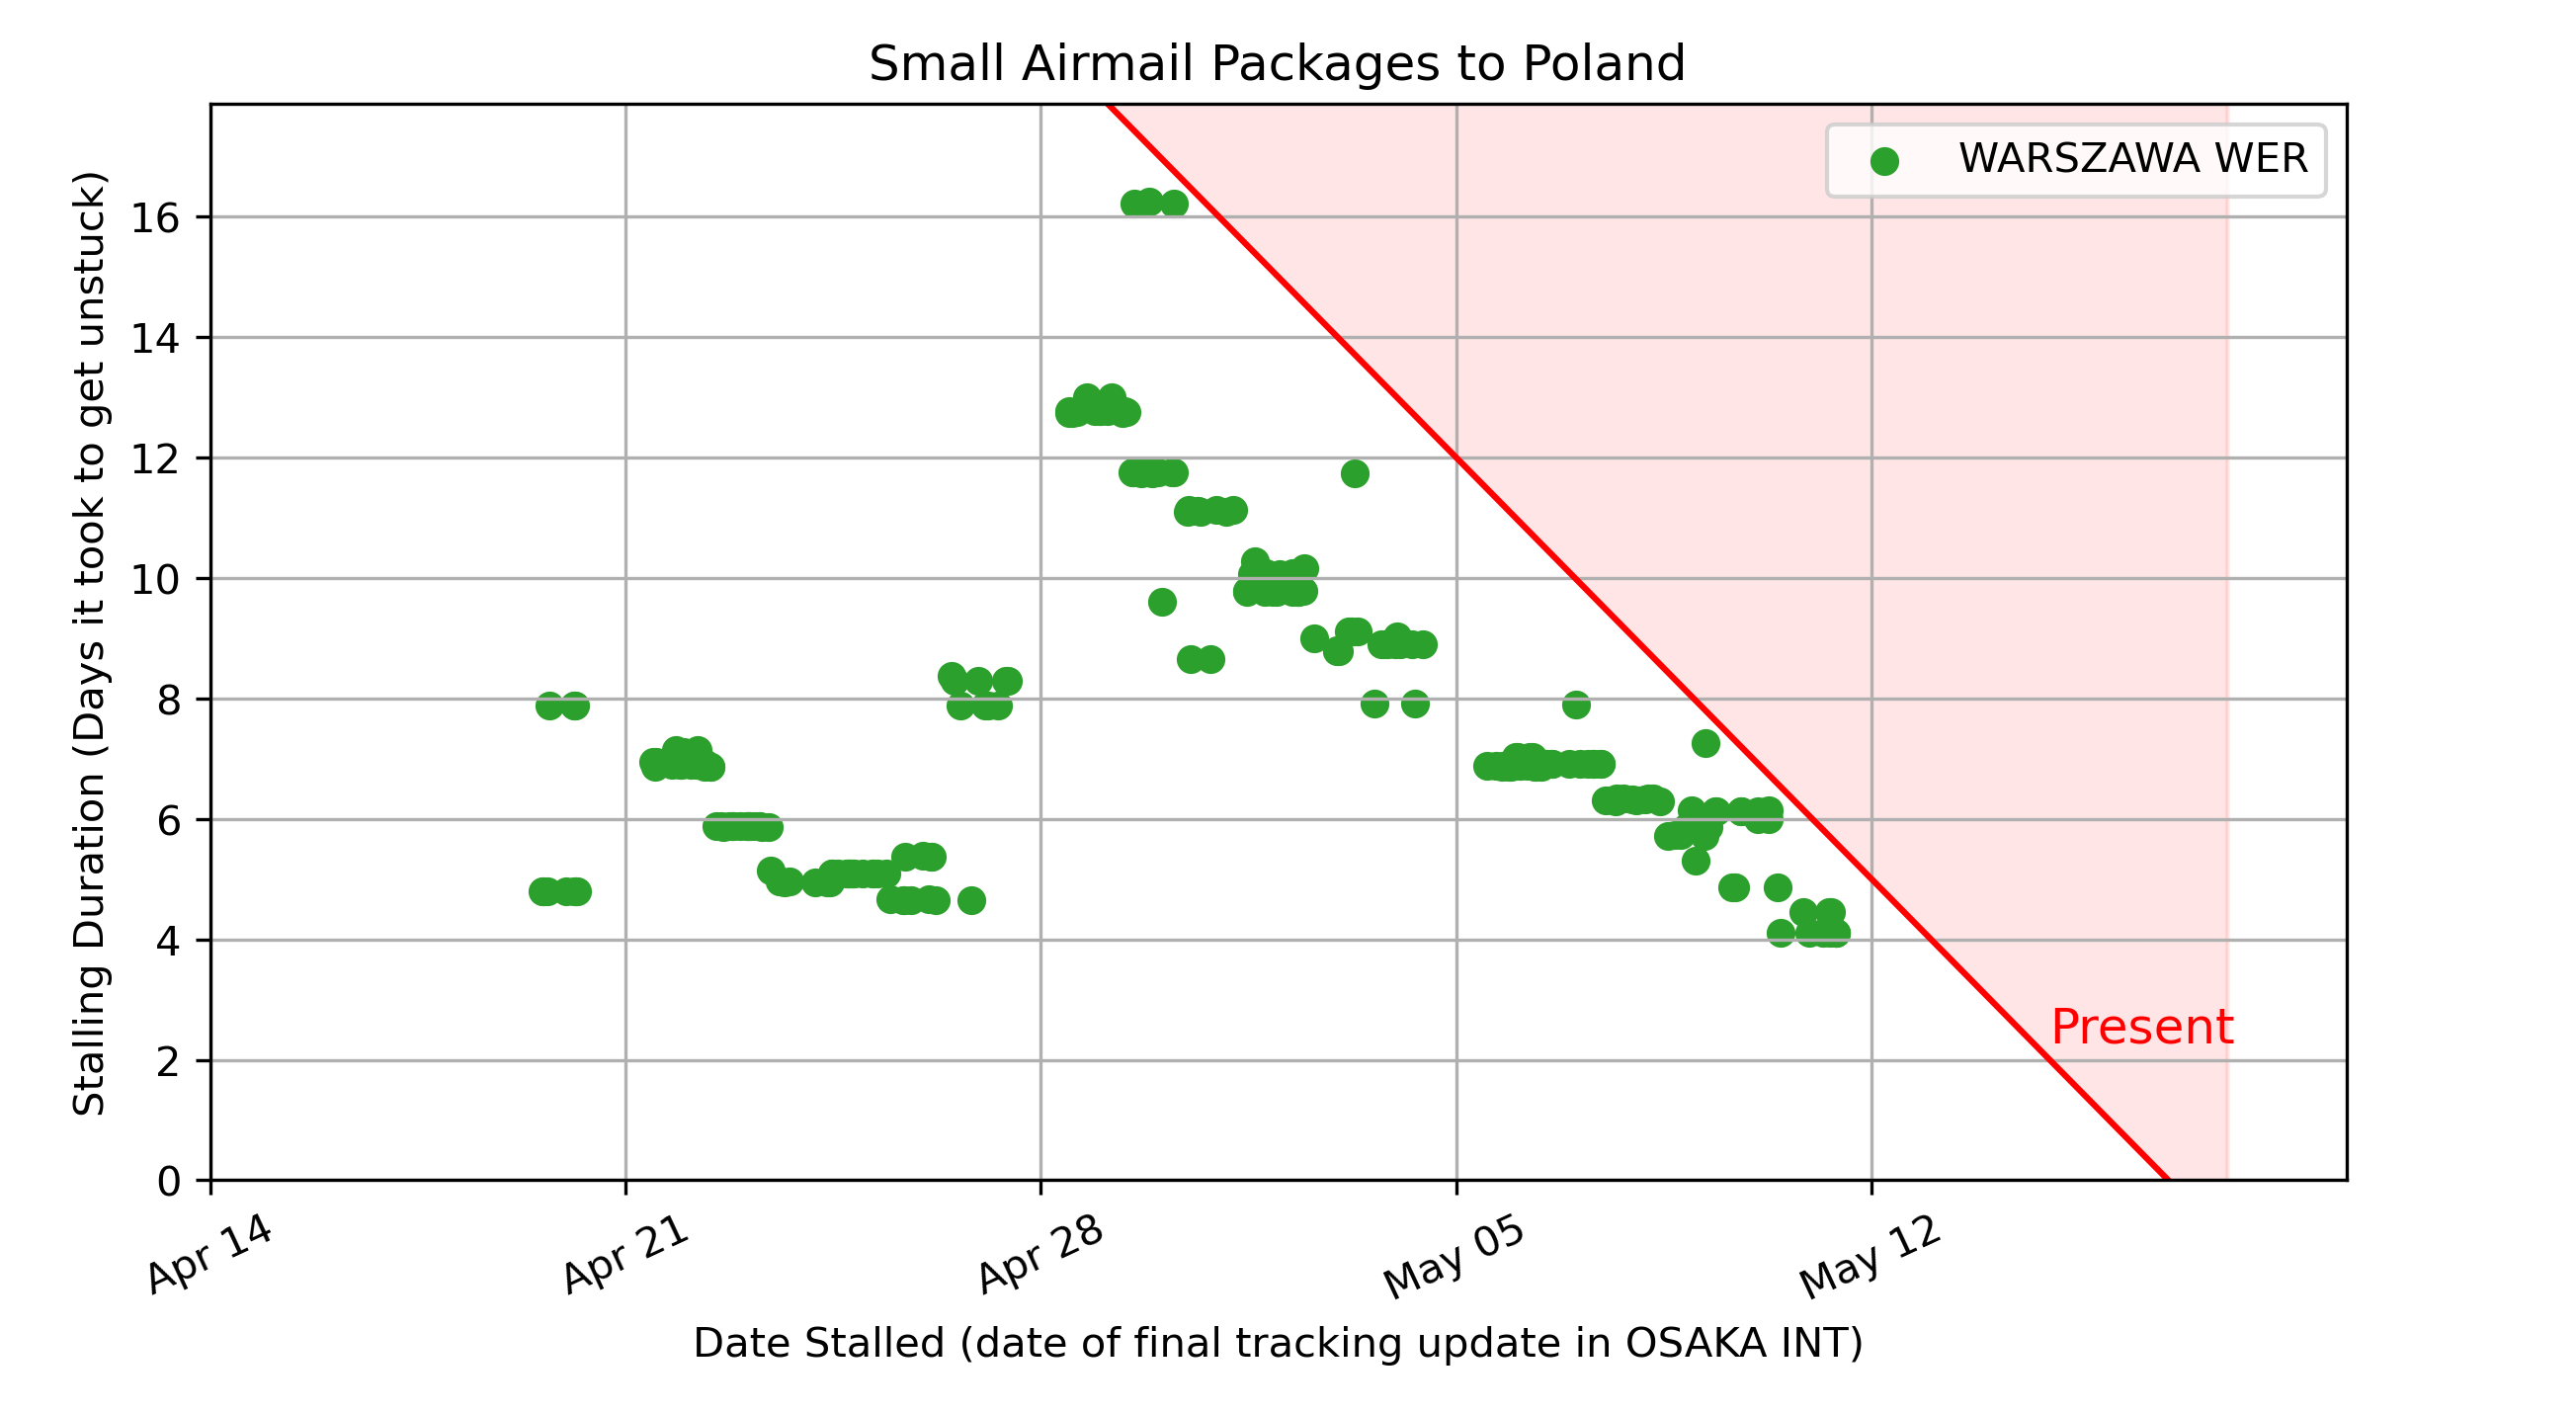 Small Airmail Packages to Poland
WARSZAWA WER
Stalling Duration (Days it took to get unstuck)
16
14
12
10
8
6
4
2
0
Present
Apr 14
Apr 21
Apr 28
May 05
May 12
Date Stalled (date of final tracking update in OSAKA INT)